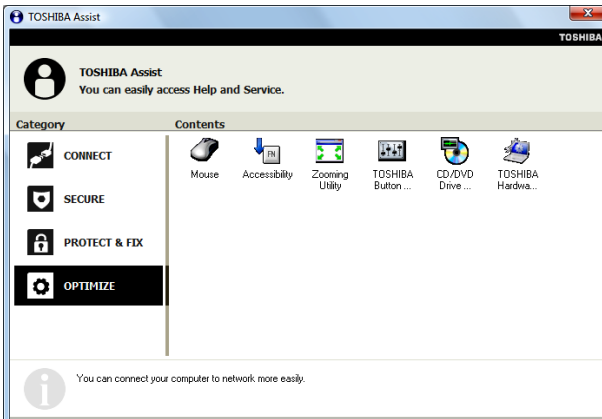 TOSHIBA Assist
TOSHIBA
TOSHIBA Assist
You can easily access Help and Service.
Category
Contents
CONNECT
SECURE
PROTECT & FIX
OPTIMIZE
Mouse
Accessibility
FN
Zooming
Utility
TOSHIBA
Button ...
CD/DVD
Drive ...
TOSHIBA
Hardwa...
You can connect your computer to network more easily.